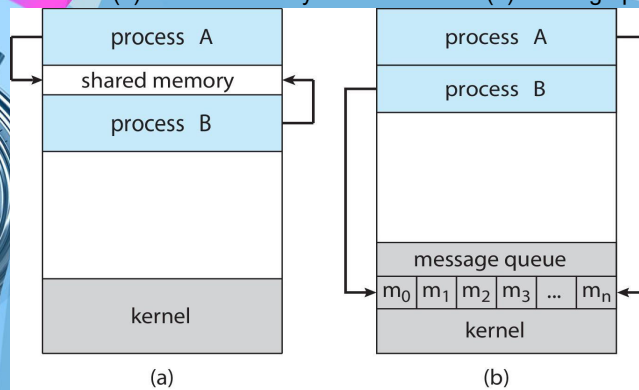 process A
shared memory
process B
kernel
(a)
process A
process B
message queue
m0 m1 m2 m3 ... mn
kernel
(b)